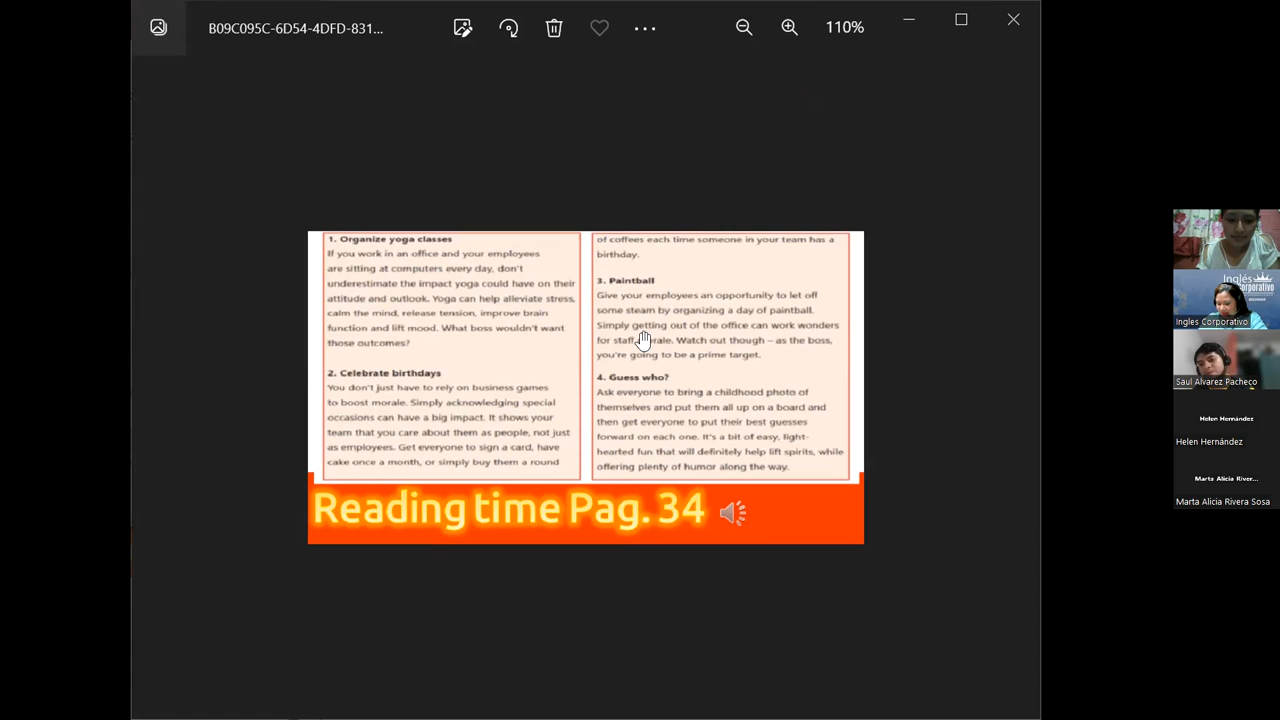 B09C095C-6D54-4DFD-831...
110%
1. Organize yoga classes
If you work in an office and your employees
are sitting at computers every day, don't
underestimate the impact yoga could have on their
attitude and outlook. Yoga can help alleviate stress,
calm the mind, release tension, improve brain
function and lift mood. What boss wouldn't want
those outcomes?
2. Celebrate birthdays
You don't just have to rely on business games
to boost morale. Simply acknowledging special
occasions can have a big impact. It shows your
team that you care about them as people, not just
as employees. Get everyone to sign a card, have
cake once a month, or simply buy them a round
of coffees each time someone in your team has a
birthday.
3. Paintball
Give your employees an opportunity to let off
some steam by organizing a day of paintball.
Simply getting out of the office can work wonders
for staff morale. Watch out though – as the boss,
you're going to be a prime target.
4. Guess who?
Ask everyone to bring a childhood photo of
themselves and put them all up on a board and
then get everyone to put their best guesses
forward on each one. It's a bit of easy, light-
hearted fun that will definitely help lift spirits, while
offering plenty of humor along the way.
Reading time Pag. 34
Inglés
Corporativo
Ingles Corporativo
Saul Alvarez Pacheco
Helen Hernández
Helen Hernández
Marta Alicia River...
Marta Alicia Rivera Sosa